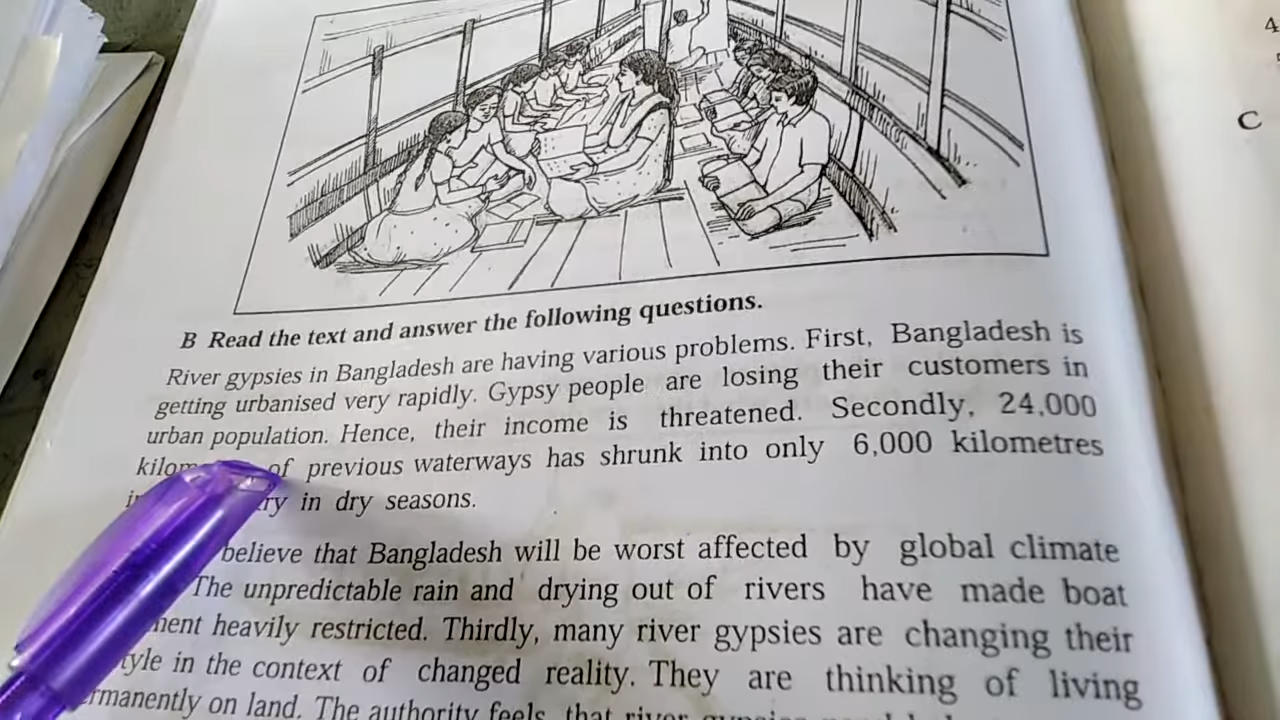 B Read the text and answer the following questions.
River gypsies in Bangladesh are having various problems. First, Bangladesh is
getting urbanised very rapidly. Gypsy people are losing their customers in
urban population. Hence, their income is threatened. Secondly, 24,000
of previous waterways has shrunk into only 6,000 kilometres
in dry seasons.
believe that Bangladesh will be worst affected by global climate
The unpredictable rain and drying out of rivers have made boat
heavily restricted. Thirdly, many river gypsies are changing their
in the context of changed reality. They are thinking of living
on land. The authority feels that river gypsies
4
C